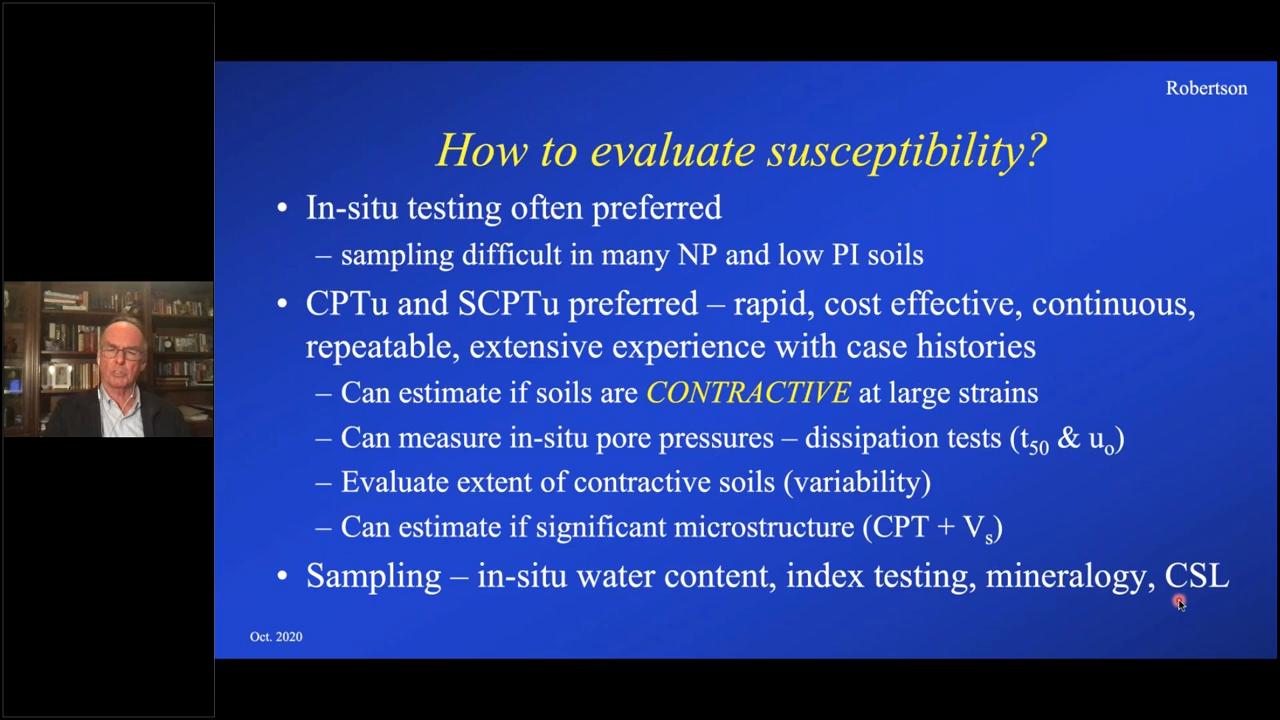 Robertson
How to evaluate susceptibility?
• In-situ testing often preferred
– sampling difficult in many NP and low PI soils
• CPTu and SCPTu preferred – rapid, cost effective, continuous,
repeatable, extensive experience with case histories
– Can estimate if soils are CONTRACTIVE at large strains
– Can measure in-situ pore pressures – dissipation tests (t50 & uo)
– Evaluate extent of contractive soils (variability)
– Can estimate if significant microstructure (CPT + Vs)
• Sampling – in-situ water content, index testing, mineralogy, CSL
Oct. 2020